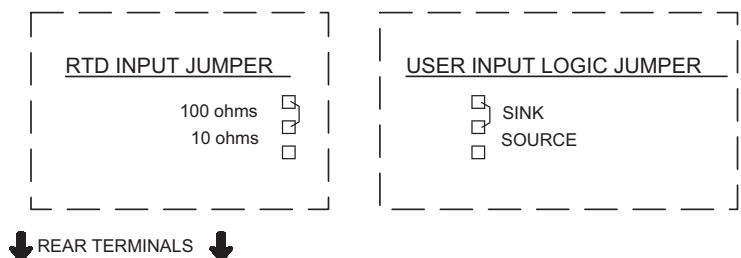 RTD INPUT JUMPER
100 ohms
10 ohms
USER INPUT LOGIC JUMPER
SINK
SOURCE
REAR TERMINALS